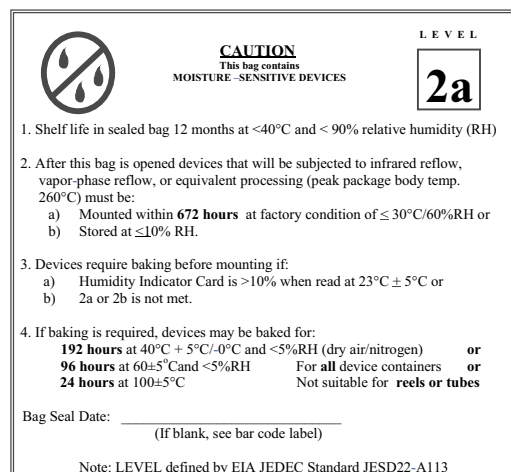 LEVEL
CAUTION
This bag contains
MOISTURE –SENSITIVE DEVICES
2a
1. Shelf life in sealed bag 12 months at <40°C and < 90% relative humidity (RH)
2. After this bag is opened devices that will be subjected to infrared reflow,
vapor-phase reflow, or equivalent processing (peak package body temp.
260°C) must be:
a) Mounted within 672 hours at factory condition of ≤ 30°C/60%RH or
b) Stored at ≤10% RH.
3. Devices require baking before mounting if:
a) Humidity Indicator Card is >10% when read at 23°C ± 5°C or
b) 2a or 2b is not met.
4. If baking is required, devices may be baked for:
192 hours at 40°C + 5°C/-0°C and <5%RH (dry air/nitrogen) or
96 hours at 60±5°Cand <5%RH For all device containers or
24 hours at 100±5°C Not suitable for reels or tubes
Bag Seal Date: ______________________________
(If blank, see bar code label)
Note: LEVEL defined by EIA JEDEC Standard JESD22-A113